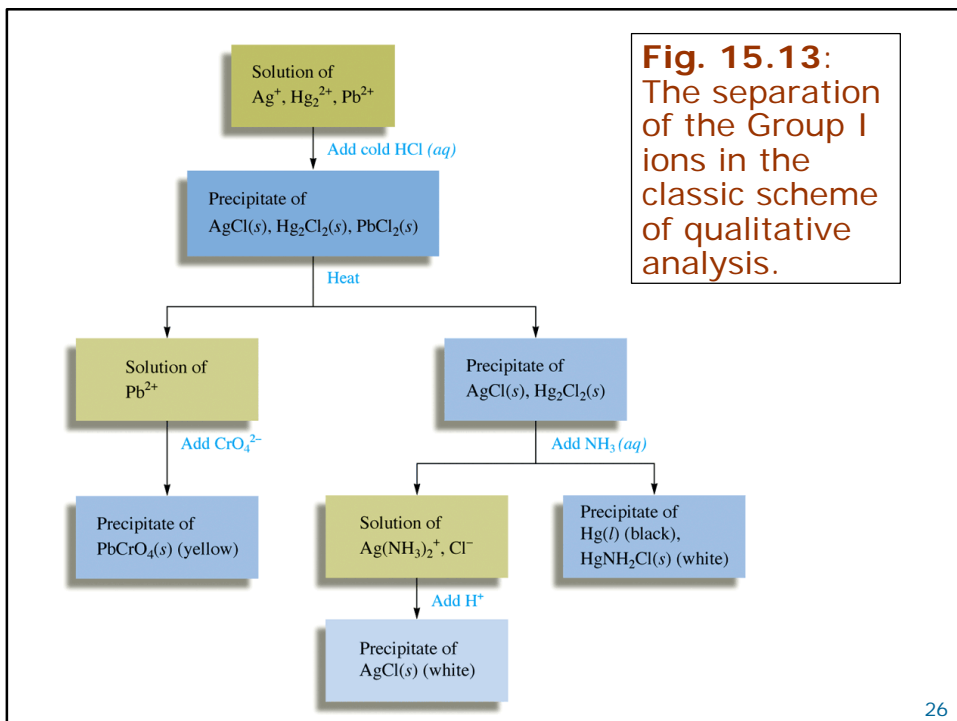 Solution of
Ag⁺, Hg₂²⁺, Pb²⁺
Add cold HCl (aq)
Precipitate of
AgCl(s), Hg₂Cl₂(s), PbCl₂(s)
Heat
Solution of
Pb²⁺
Precipitate of
AgCl(s), Hg₂Cl₂(s)
Add CrO₄²⁻
Add NH₃ (aq)
Precipitate of
PbCrO₄(s) (yellow)
Solution of
Ag(NH₃)₂⁺, Cl⁻
Precipitate of
Hg(l) (black),
HgNH₂Cl(s) (white)
Add H⁺
Precipitate of
AgCl(s) (white)
Fig. 15.13:
The separation
of the Group I
ions in the
classic scheme
of qualitative
analysis.
26